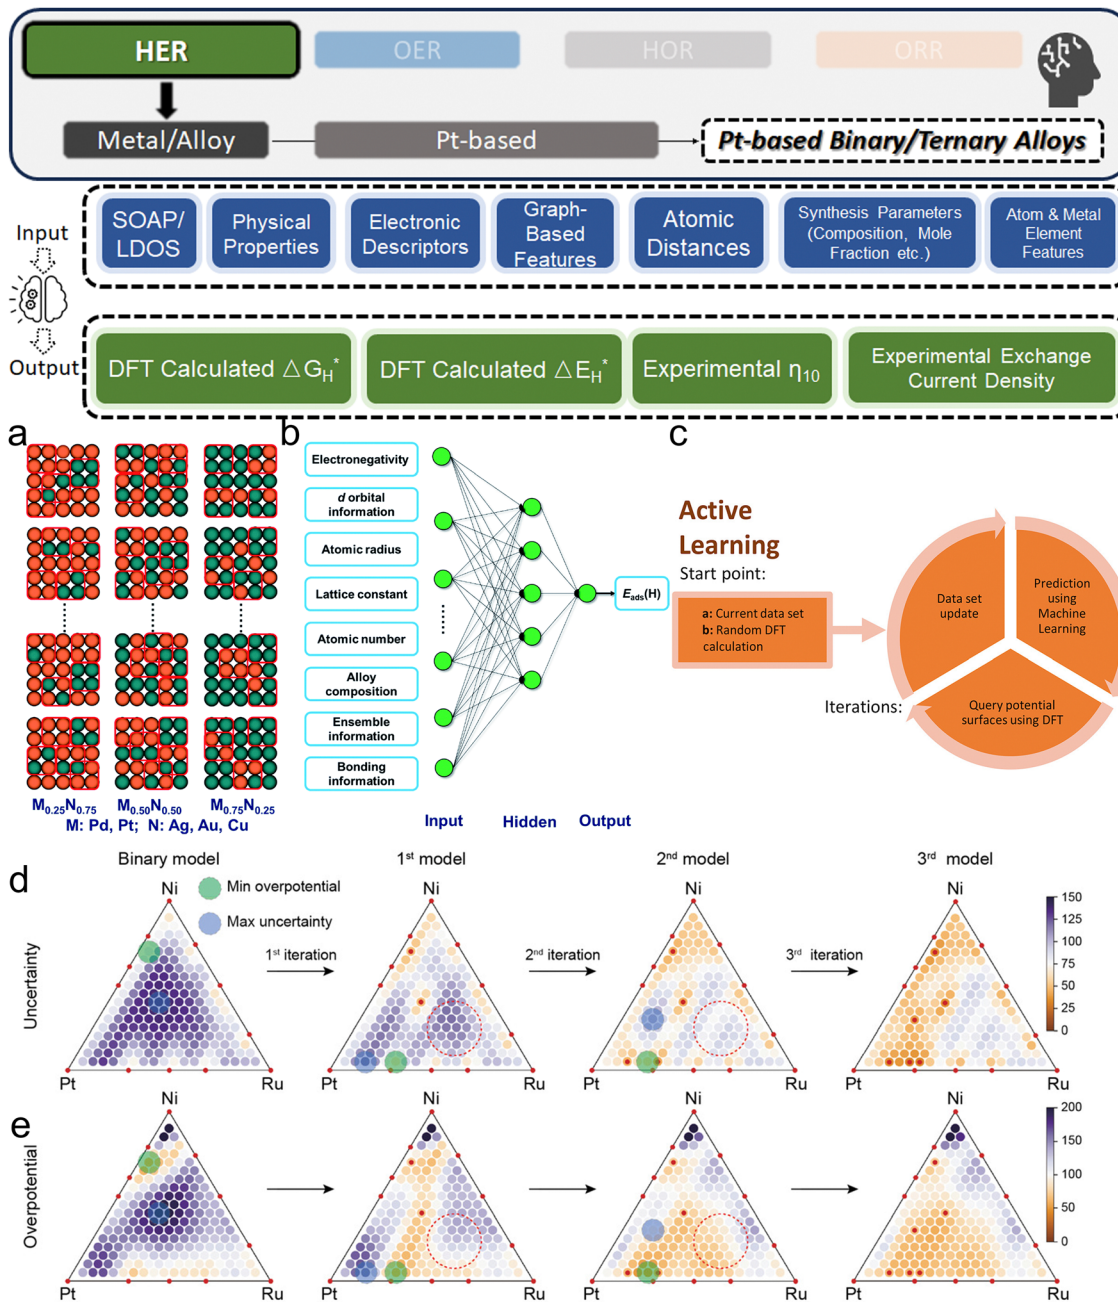 HER
OER
HOR
ORR
Metal/Alloy
Pt-based
Pt-based Binary/Ternary Alloys
Input
SOAP/
LDOS
Physical
Properties
Electronic
Descriptors
Graph-
Based
Features
Atomic
Distances
Synthesis Parameters
(Composition, Mole
Fraction etc.)
Atom & Metal
Element
Features
Output
DFT Calculated △G_H*
DFT Calculated △E_H*
Experimental η₁₀
Experimental Exchange
Current Density
a
M₀.₂₅N₀.₇₅
M₀.₅₀N₀.₅₀
M₀.₇₅N₀.₂₅
M: Pd, Pt; N: Ag, Au, Cu
b
Electronegativity
d orbital
information
Atomic radius
Lattice constant
Atomic number
Alloy
composition
Ensemble
information
Bonding
information
E_ads(H)
Input
Hidden
Output
c
Active
Learning
Start point:
a: Current data set
b: Random DFT
calculation
Iterations:
Data set
update
Prediction
using
Machine
Learning
Query potential
surfaces using DFT
d
Binary model
1st model
2nd model
3rd model
Min overpotential
Max uncertainty
1st iteration
2nd iteration
3rd iteration
Uncertainty
Ni
Pt
Ru
Ni
Pt
Ru
Ni
Pt
Ru
Ni
Pt
Ru
150
125
100
75
50
25
0
e
Overpotential
Ni
Pt
Ru
Ni
Pt
Ru
Ni
Pt
Ru
Ni
Pt
Ru
200
150
100
50
0